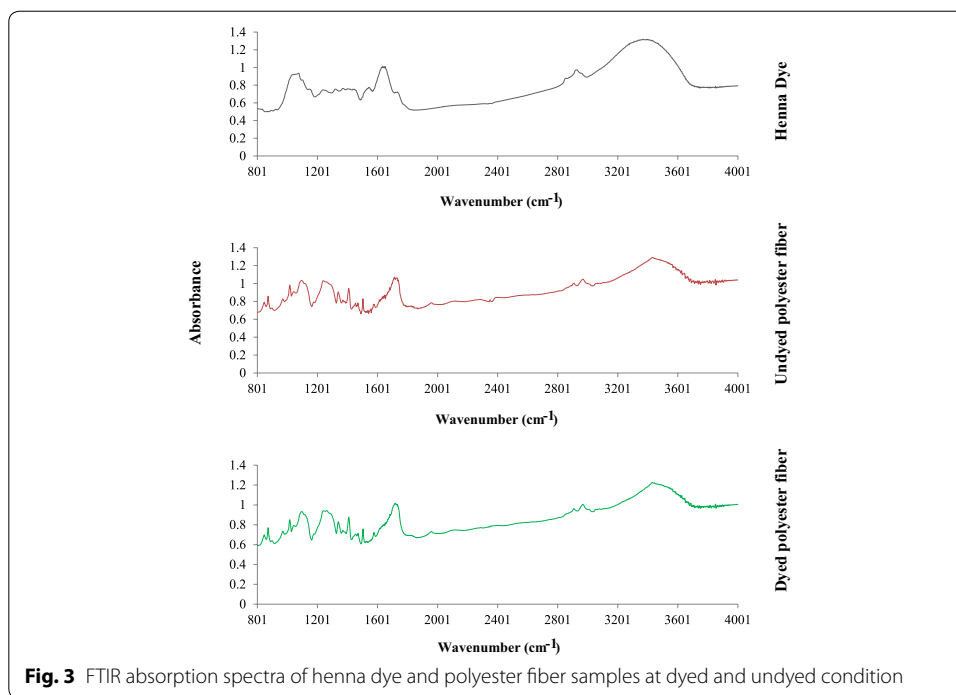 1.4
1.2
1
0.8
0.6
0.4
0.2
0
801 1201 1601 2001 2401 2801 3201 3601 4001
Wavenumber (cm-1)
Henna Dye
Absorbance
1.4
1.2
1
0.8
0.6
0.4
0.2
0
801 1201 1601 2001 2401 2801 3201 3601 4001
Wavenumber (cm-1)
Undyed polyester fiber
1.4
1.2
1
0.8
0.6
0.4
0.2
0
801 1201 1601 2001 2401 2801 3201 3601 4001
Wavenumber (cm-1)
Dyed polyester fiber
Fig. 3 FTIR absorption spectra of henna dye and polyester fiber samples at dyed and undyed condition